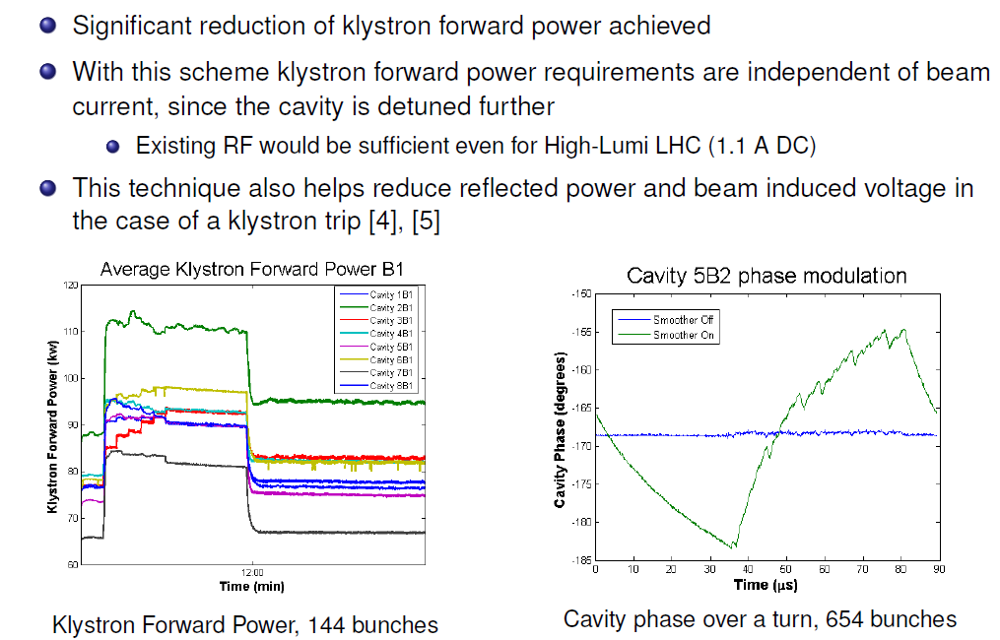 Significant reduction of klystron forward power achieved
With this scheme klystron forward power requirements are independent of beam
current, since the cavity is detuned further
Existing RF would be sufficient even for High-Lumi LHC (1.1 A DC)
This technique also helps reduce reflected power and beam induced voltage in
the case of a klystron trip [4], [5]
Average Klystron Forward Power B1
120
110
100
90
80
70
60
Klystron Forward Power (kw)
Cavity 1B1
Cavity 2B1
Cavity 3B1
Cavity 4B1
Cavity 5B1
Cavity 6B1
Cavity 7B1
Cavity 8B1
12:00
Time (min)
Klystron Forward Power, 144 bunches
Cavity 5B2 phase modulation
-150
-155
-160
-165
-170
-175
-180
-185
Cavity Phase (degrees)
Smoother Off
Smoother On
0 10 20 30 40 50 60 70 80 90
Time (μs)
Cavity phase over a turn, 654 bunches